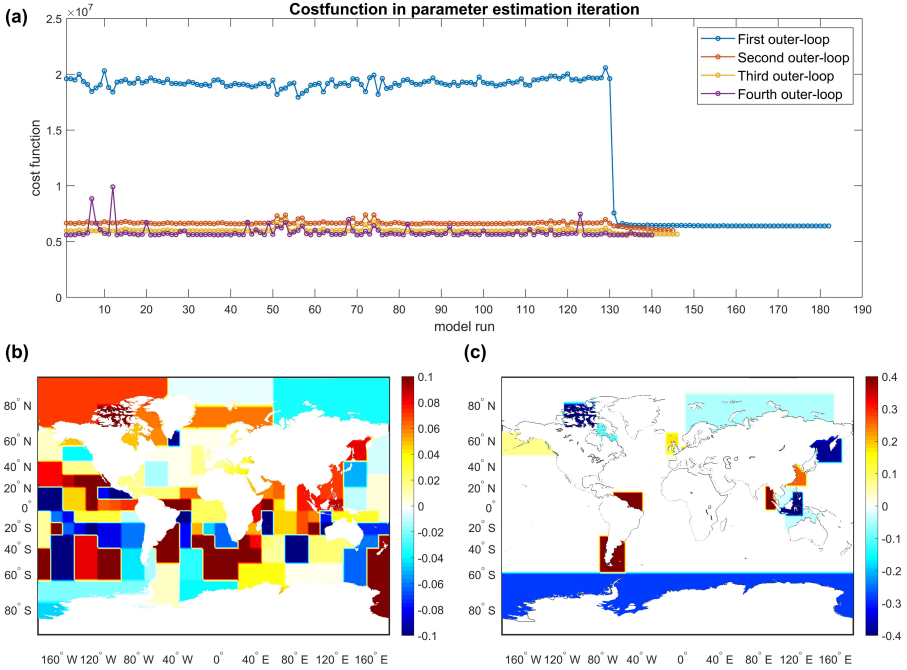 (a)
Costfunction in parameter estimation iteration
2.5 ×10⁷
2
1.5
1
0.5
0
cost function
10 20 30 40 50 60 70 80 90 100 110 120 130 140 150 160 170 180 190
model run
First outer-loop
Second outer-loop
Third outer-loop
Fourth outer-loop
(b)
80° N
60° N
40° N
20° N
0°
20° S
40° S
60° S
80° S
160° W 120° W 80° W 40° W 0° 40° E 80° E 120° E 160° E
0.1
0.08
0.06
0.04
0.02
0
-0.02
-0.04
-0.06
-0.08
-0.1
(c)
80° N
60° N
40° N
20° N
0°
20° S
40° S
60° S
80° S
160° W 120° W 80° W 40° W 0° 40° E 80° E 120° E 160° E
0.4
0.3
0.2
0.1
0
-0.1
-0.2
-0.3
-0.4